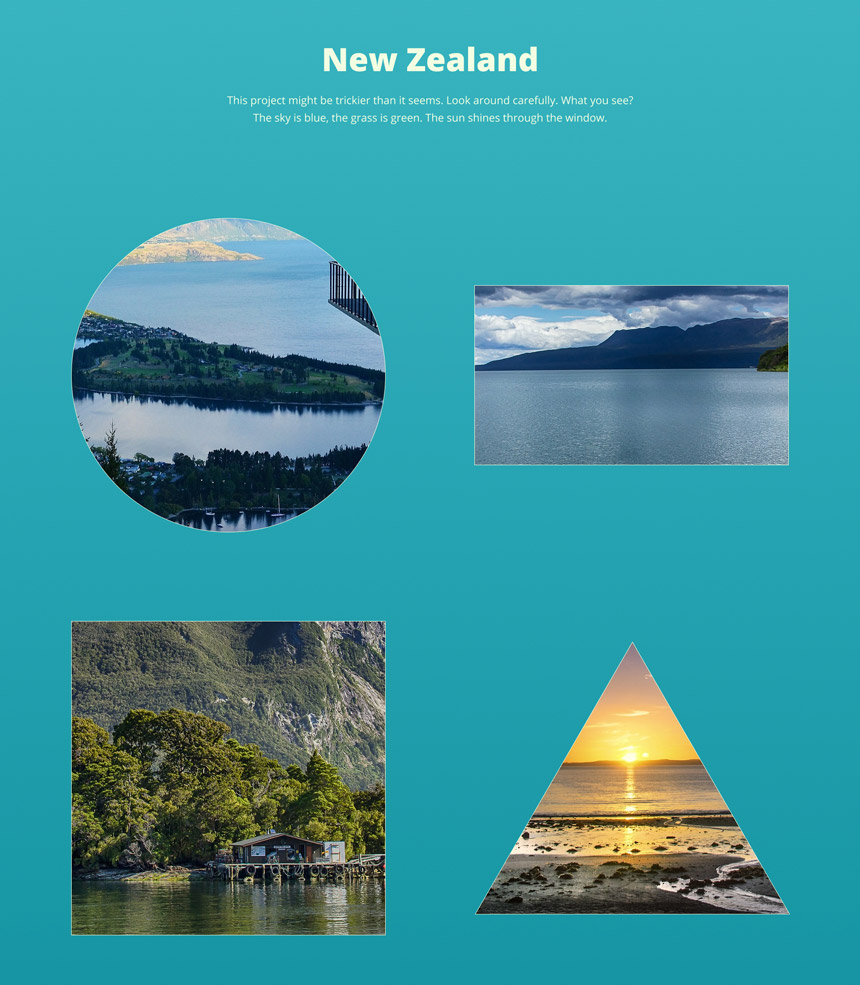 New Zealand
This project might be trickier than it seems. Look around carefully. What you see?
The sky is blue, the grass is green. The sun shines through the window.